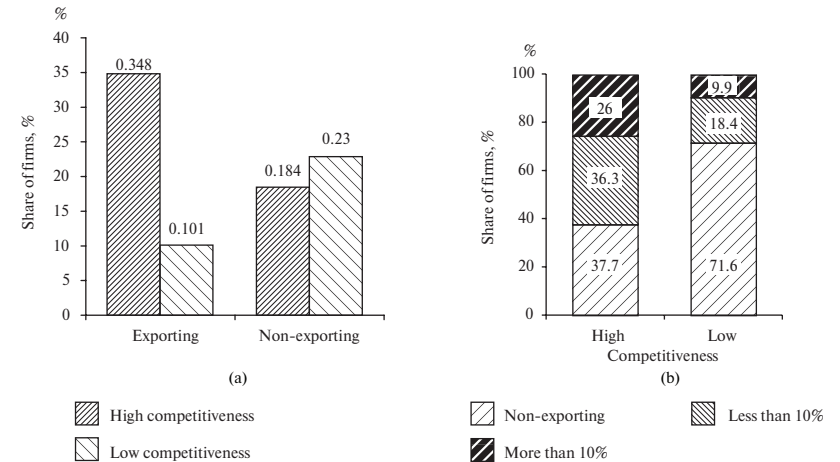 %
Share of firms, %
40
35
30
25
20
15
10
5
0
0.348
0.101
0.184
0.23
Exporting
Non-exporting
(a)
High competitiveness
Low competitiveness
%
Share of firms, %
100
80
60
40
20
0
26
36.3
37.7
9.9
18.4
71.6
High
Low
Competitiveness
(b)
Non-exporting
Less than 10%
More than 10%